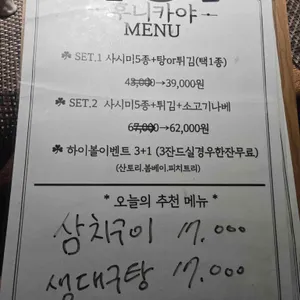 주니카야
MENU
☘ SET.1 사시미5종+탕or튀김(택1종)
43,000→39,000원
☘ SET.2 사시미5종+튀김+소고기나베
67,000→62,000원
☘ 하이볼이벤트 3+1 (3잔드실경우한잔무료)
(산토리.봄베이.피치트리)
* 오늘의 추천 메뉴 *
삼치구이 17.000
생대구탕 17.000